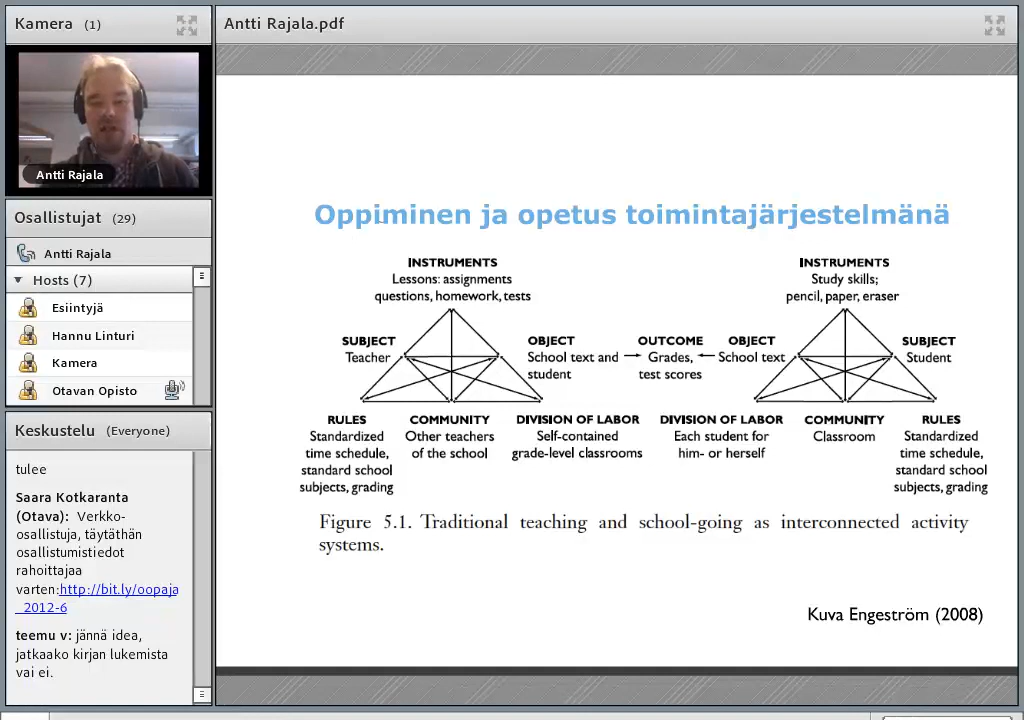 Kamera (1)
Antti Rajala
Osallistujat (29)
Antti Rajala
Hosts (7)
Esiintyjä
Hannu Linturi
Kamera
Otavan Opisto
Keskustelu (Everyone)
tulee
Saara Kotkaranta
(Otava): Verkko-
osallistuja, täytäthän
osallistumistiedot
rahoittajaa
varten:http://bit.ly/oopaja
_2012-6
teemu v: jännä idea,
jatkaako kirjan lukemista
vai ei.
Antti Rajala.pdf
Oppiminen ja opetus toimintajärjestelmänä
INSTRUMENTS
Lessons: assignments
questions, homework, tests
SUBJECT
Teacher
OBJECT
School text and
student
RULES
Standardized
time schedule,
standard school
subjects, grading
COMMUNITY
Other teachers
of the school
DIVISION OF LABOR
Self-contained
grade-level classrooms
OUTCOME
Grades,
test scores
INSTRUMENTS
Study skills;
pencil, paper, eraser
OBJECT
School text
SUBJECT
Student
DIVISION OF LABOR
Each student for
him- or herself
COMMUNITY
Classroom
RULES
Standardized
time schedule,
standard school
subjects, grading
Figure 5.1. Traditional teaching and school-going as interconnected activity
systems.
Kuva Engeström (2008)